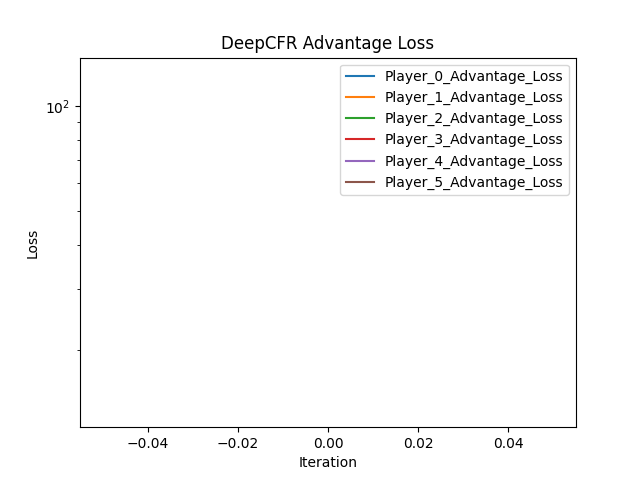 DeepCFR Advantage Loss
Player_0_Advantage_Loss
Player_1_Advantage_Loss
Player_2_Advantage_Loss
Player_3_Advantage_Loss
Player_4_Advantage_Loss
Player_5_Advantage_Loss
10²
Loss
−0.04 −0.02 0.00 0.02 0.04
Iteration